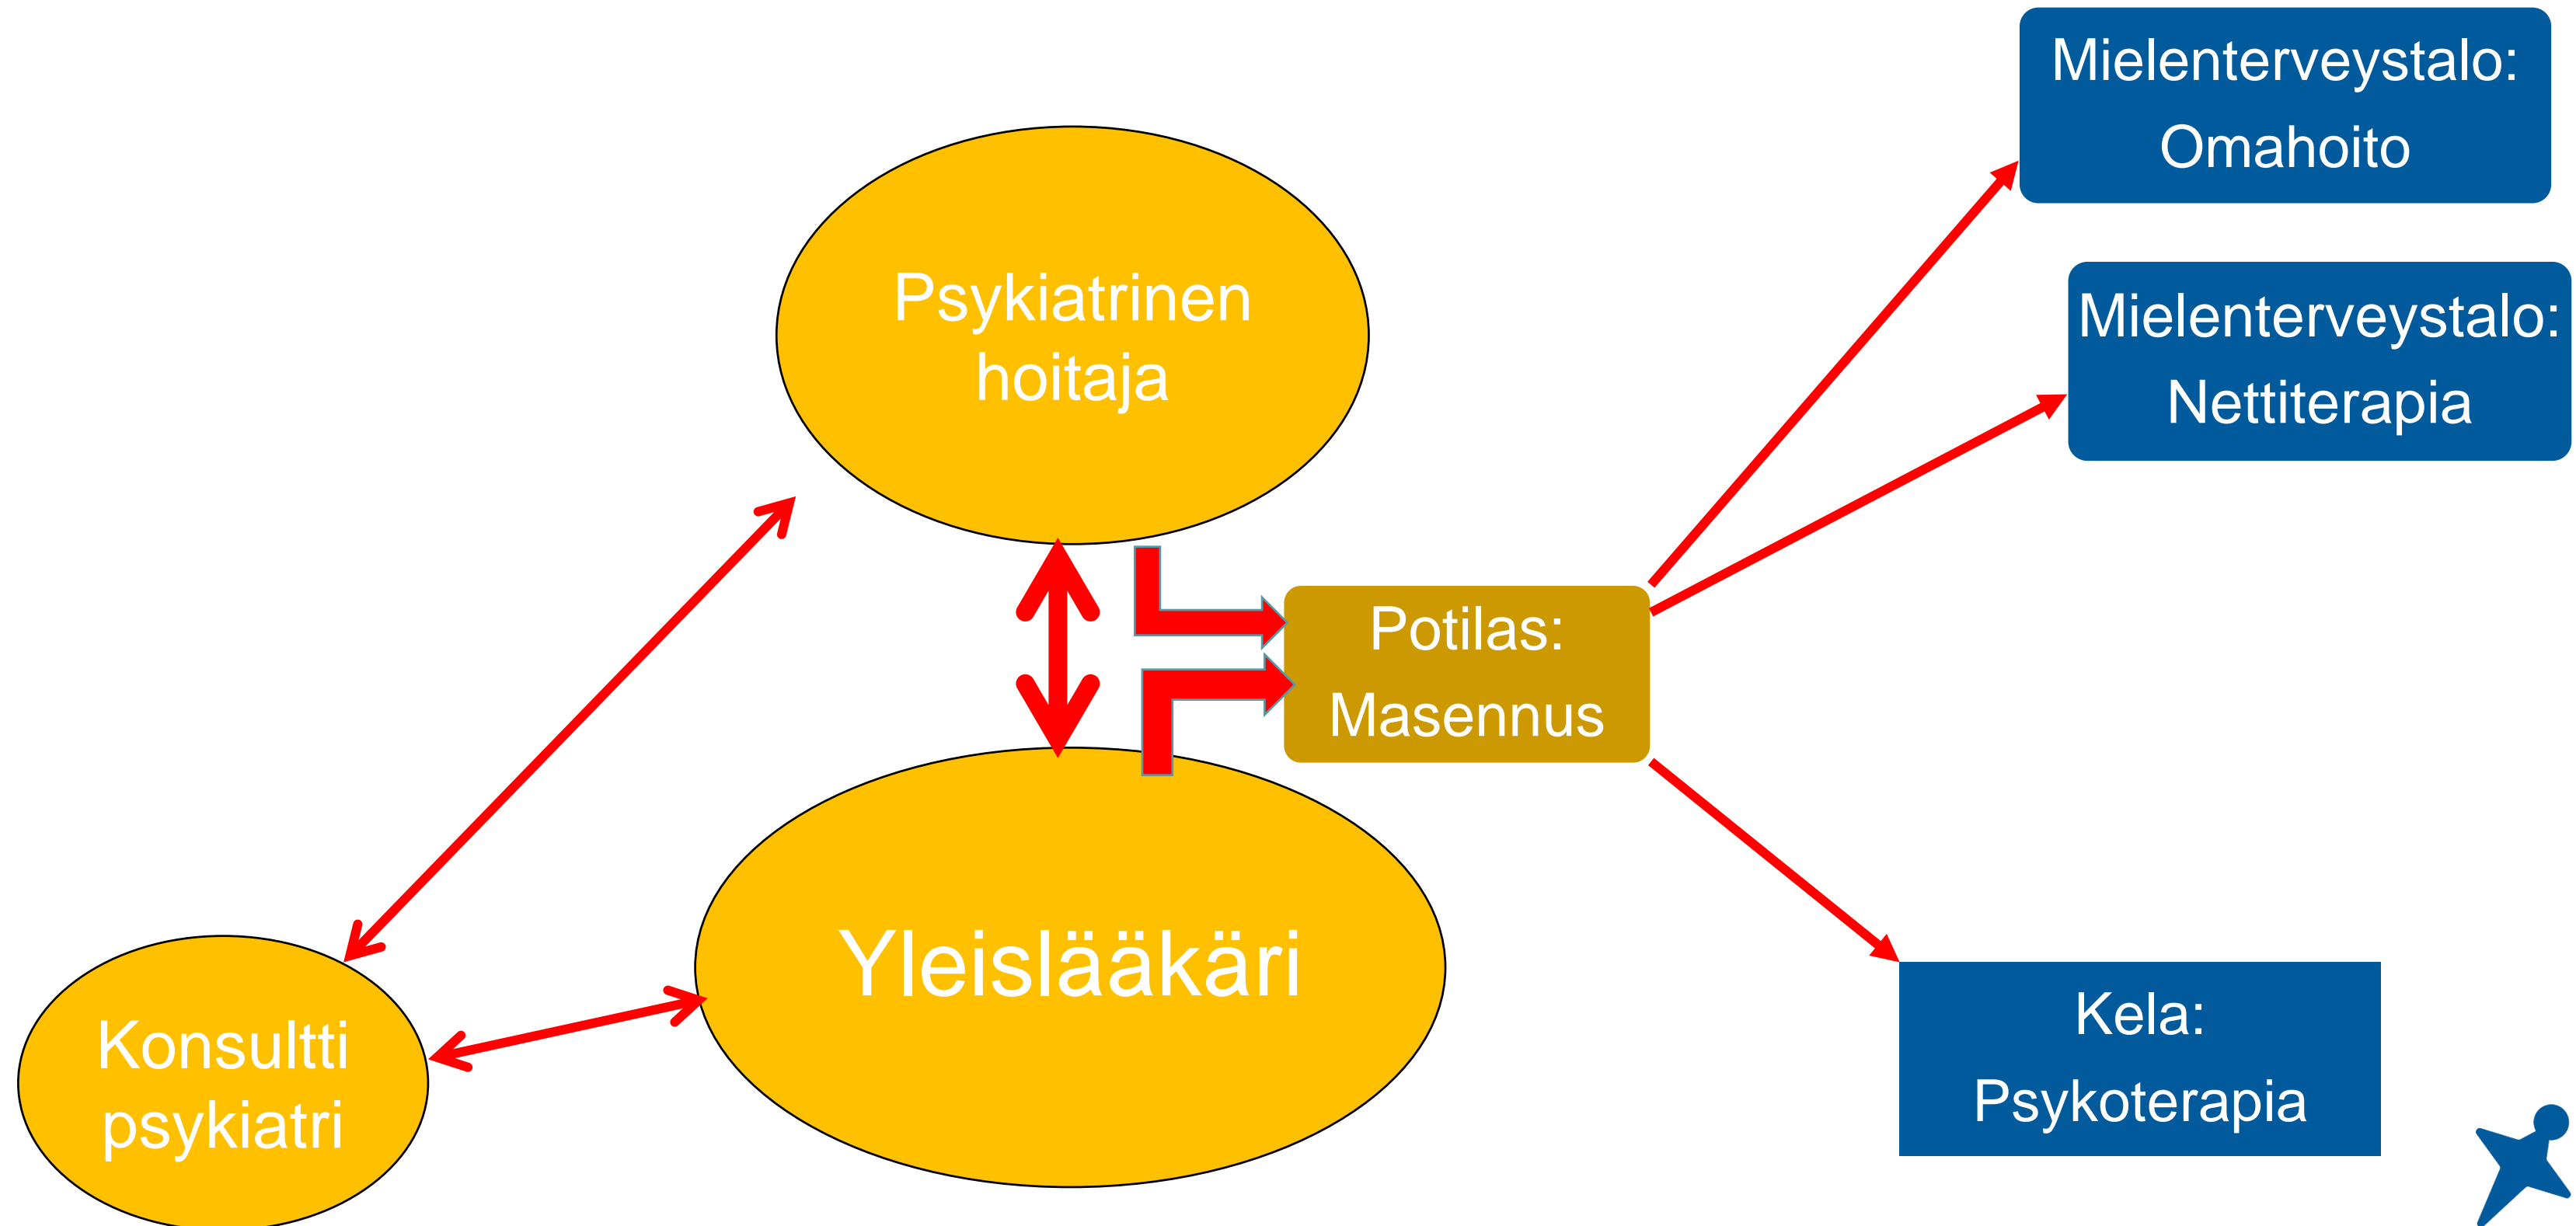 Mielenterveystalo:
Omahoito
Mielenterveystalo:
Nettiterapia
Psykiatrinen
hoitaja
Potilas:
Masennus
Yleislääkäri
Konsultti
psykiatri
Kela:
Psykoterapia